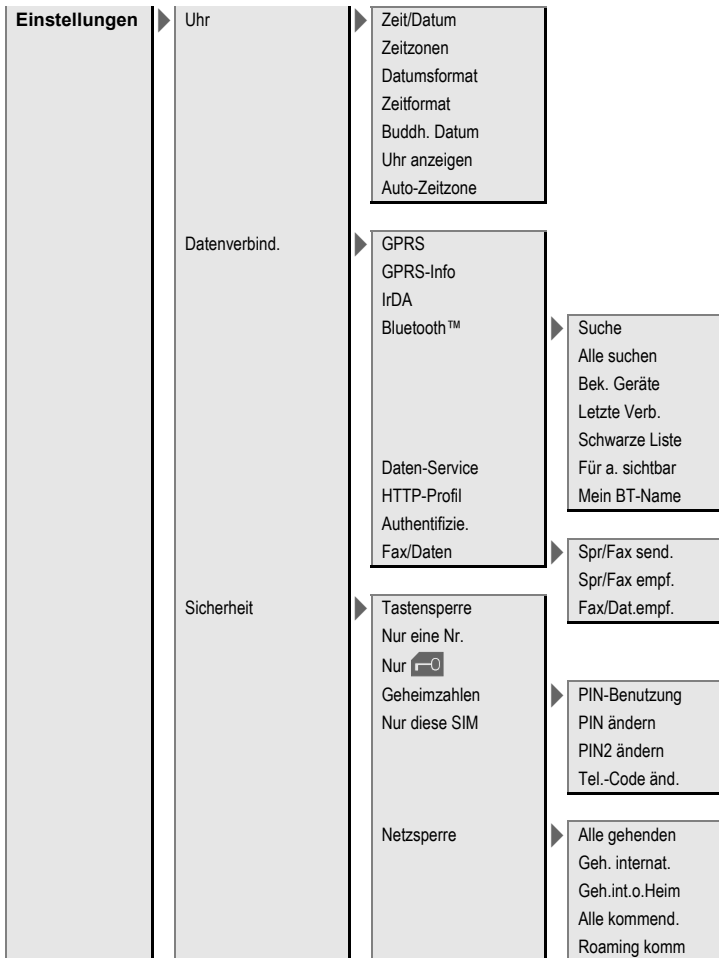 Einstellungen
Uhr
Zeit/Datum
Zeitzonen
Datumsformat
Zeitformat
Buddh. Datum
Uhr anzeigen
Auto-Zeitzone
Datenverbind.
GPRS
GPRS-Info
IrDA
Bluetooth™
Suche
Alle suchen
Bek. Geräte
Letzte Verb.
Schwarze Liste
Für a. sichtbar
Mein BT-Name
Daten-Service
HTTP-Profil
Authentifizie.
Fax/Daten
Spr/Fax send.
Spr/Fax empf.
Fax/Dat.empf.
Sicherheit
Tastensperre
Nur eine Nr.
Nur
Geheimzahlen
PIN-Benutzung
PIN ändern
PIN2 ändern
Tel.-Code änd.
Nur diese SIM
Netzsperre
Alle gehenden
Geh. internat.
Geh.int.o.Heim
Alle kommend.
Roaming komm